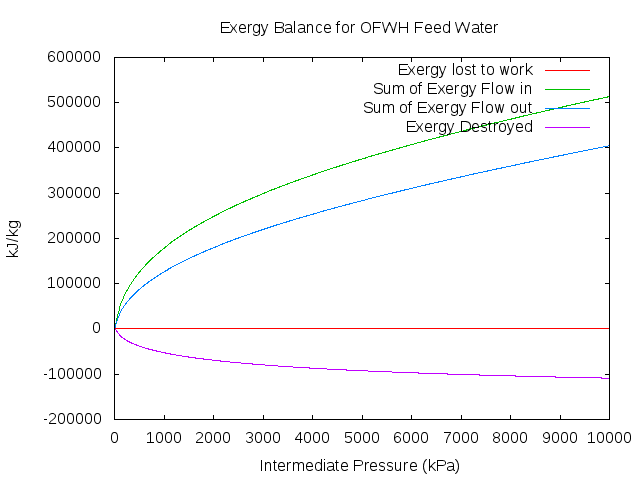 Exergy Balance for OFWH Feed Water
600000
500000
400000
300000
200000
100000
0
-100000
-200000
kJ/kg
Exergy lost to work
Sum of Exergy Flow in
Sum of Exergy Flow out
Exergy Destroyed
0 1000 2000 3000 4000 5000 6000 7000 8000 9000 10000
Intermediate Pressure (kPa)